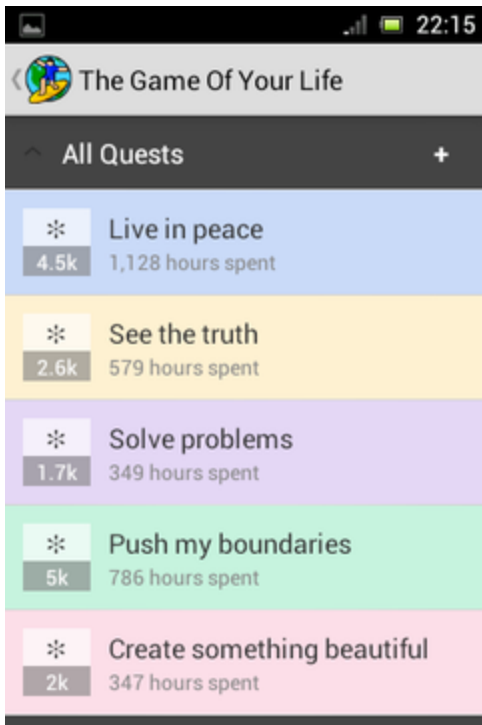 22:15
The Game Of Your Life
All Quests +
Live in peace
4.5k 1,128 hours spent
See the truth
2.6k 579 hours spent
Solve problems
1.7k 349 hours spent
Push my boundaries
5k 786 hours spent
Create something beautiful
2k 347 hours spent